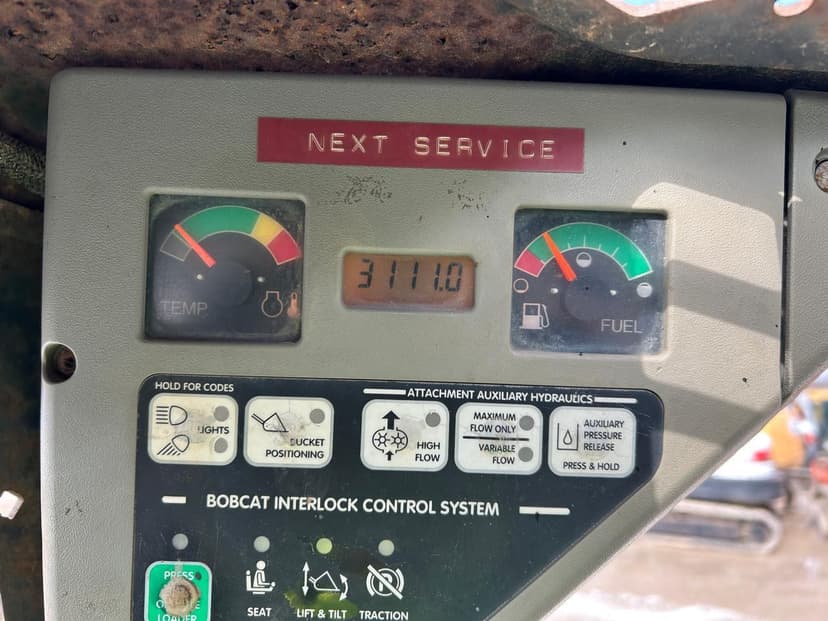 NEXT SERVICE
3111.0
TEMP
FUEL
HOLD FOR CODES
ATTACHMENT AUXILIARY HYDRAULICS
LIGHTS
BUCKET
POSITIONING
HIGH
FLOW
MAXIMUM
FLOW ONLY
VARIABLE
FLOW
AUXILIARY
PRESSURE
RELEASE
PRESS & HOLD
BOBCAT INTERLOCK CONTROL SYSTEM
PRESS
LOADER
SEAT
LIFT & TILT
TRACTION